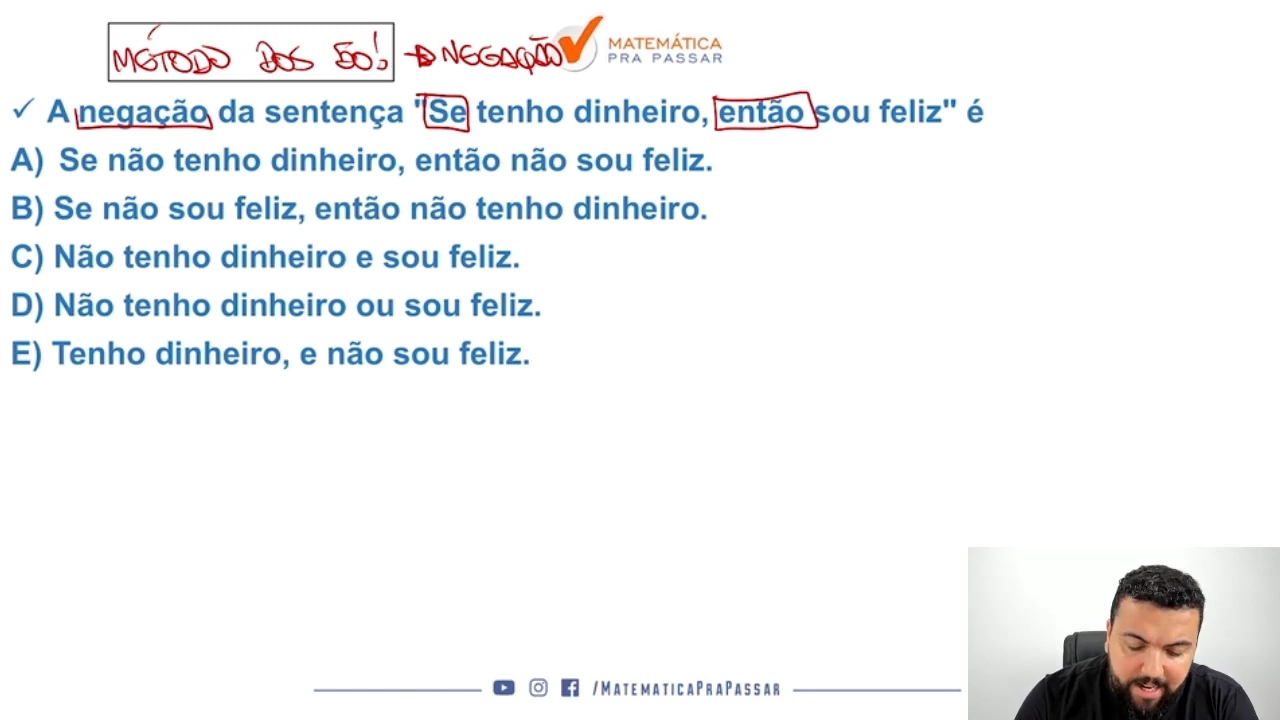 MÉTODO DOS 50! → NEGAÇÃO
MATEMÁTICA
PRA PASSAR
✓ A negação da sentença "Se tenho dinheiro, então sou feliz" é
A) Se não tenho dinheiro, então não sou feliz.
B) Se não sou feliz, então não tenho dinheiro.
C) Não tenho dinheiro e sou feliz.
D) Não tenho dinheiro ou sou feliz.
E) Tenho dinheiro, e não sou feliz.
/MATEMATICAPRAPASSAR